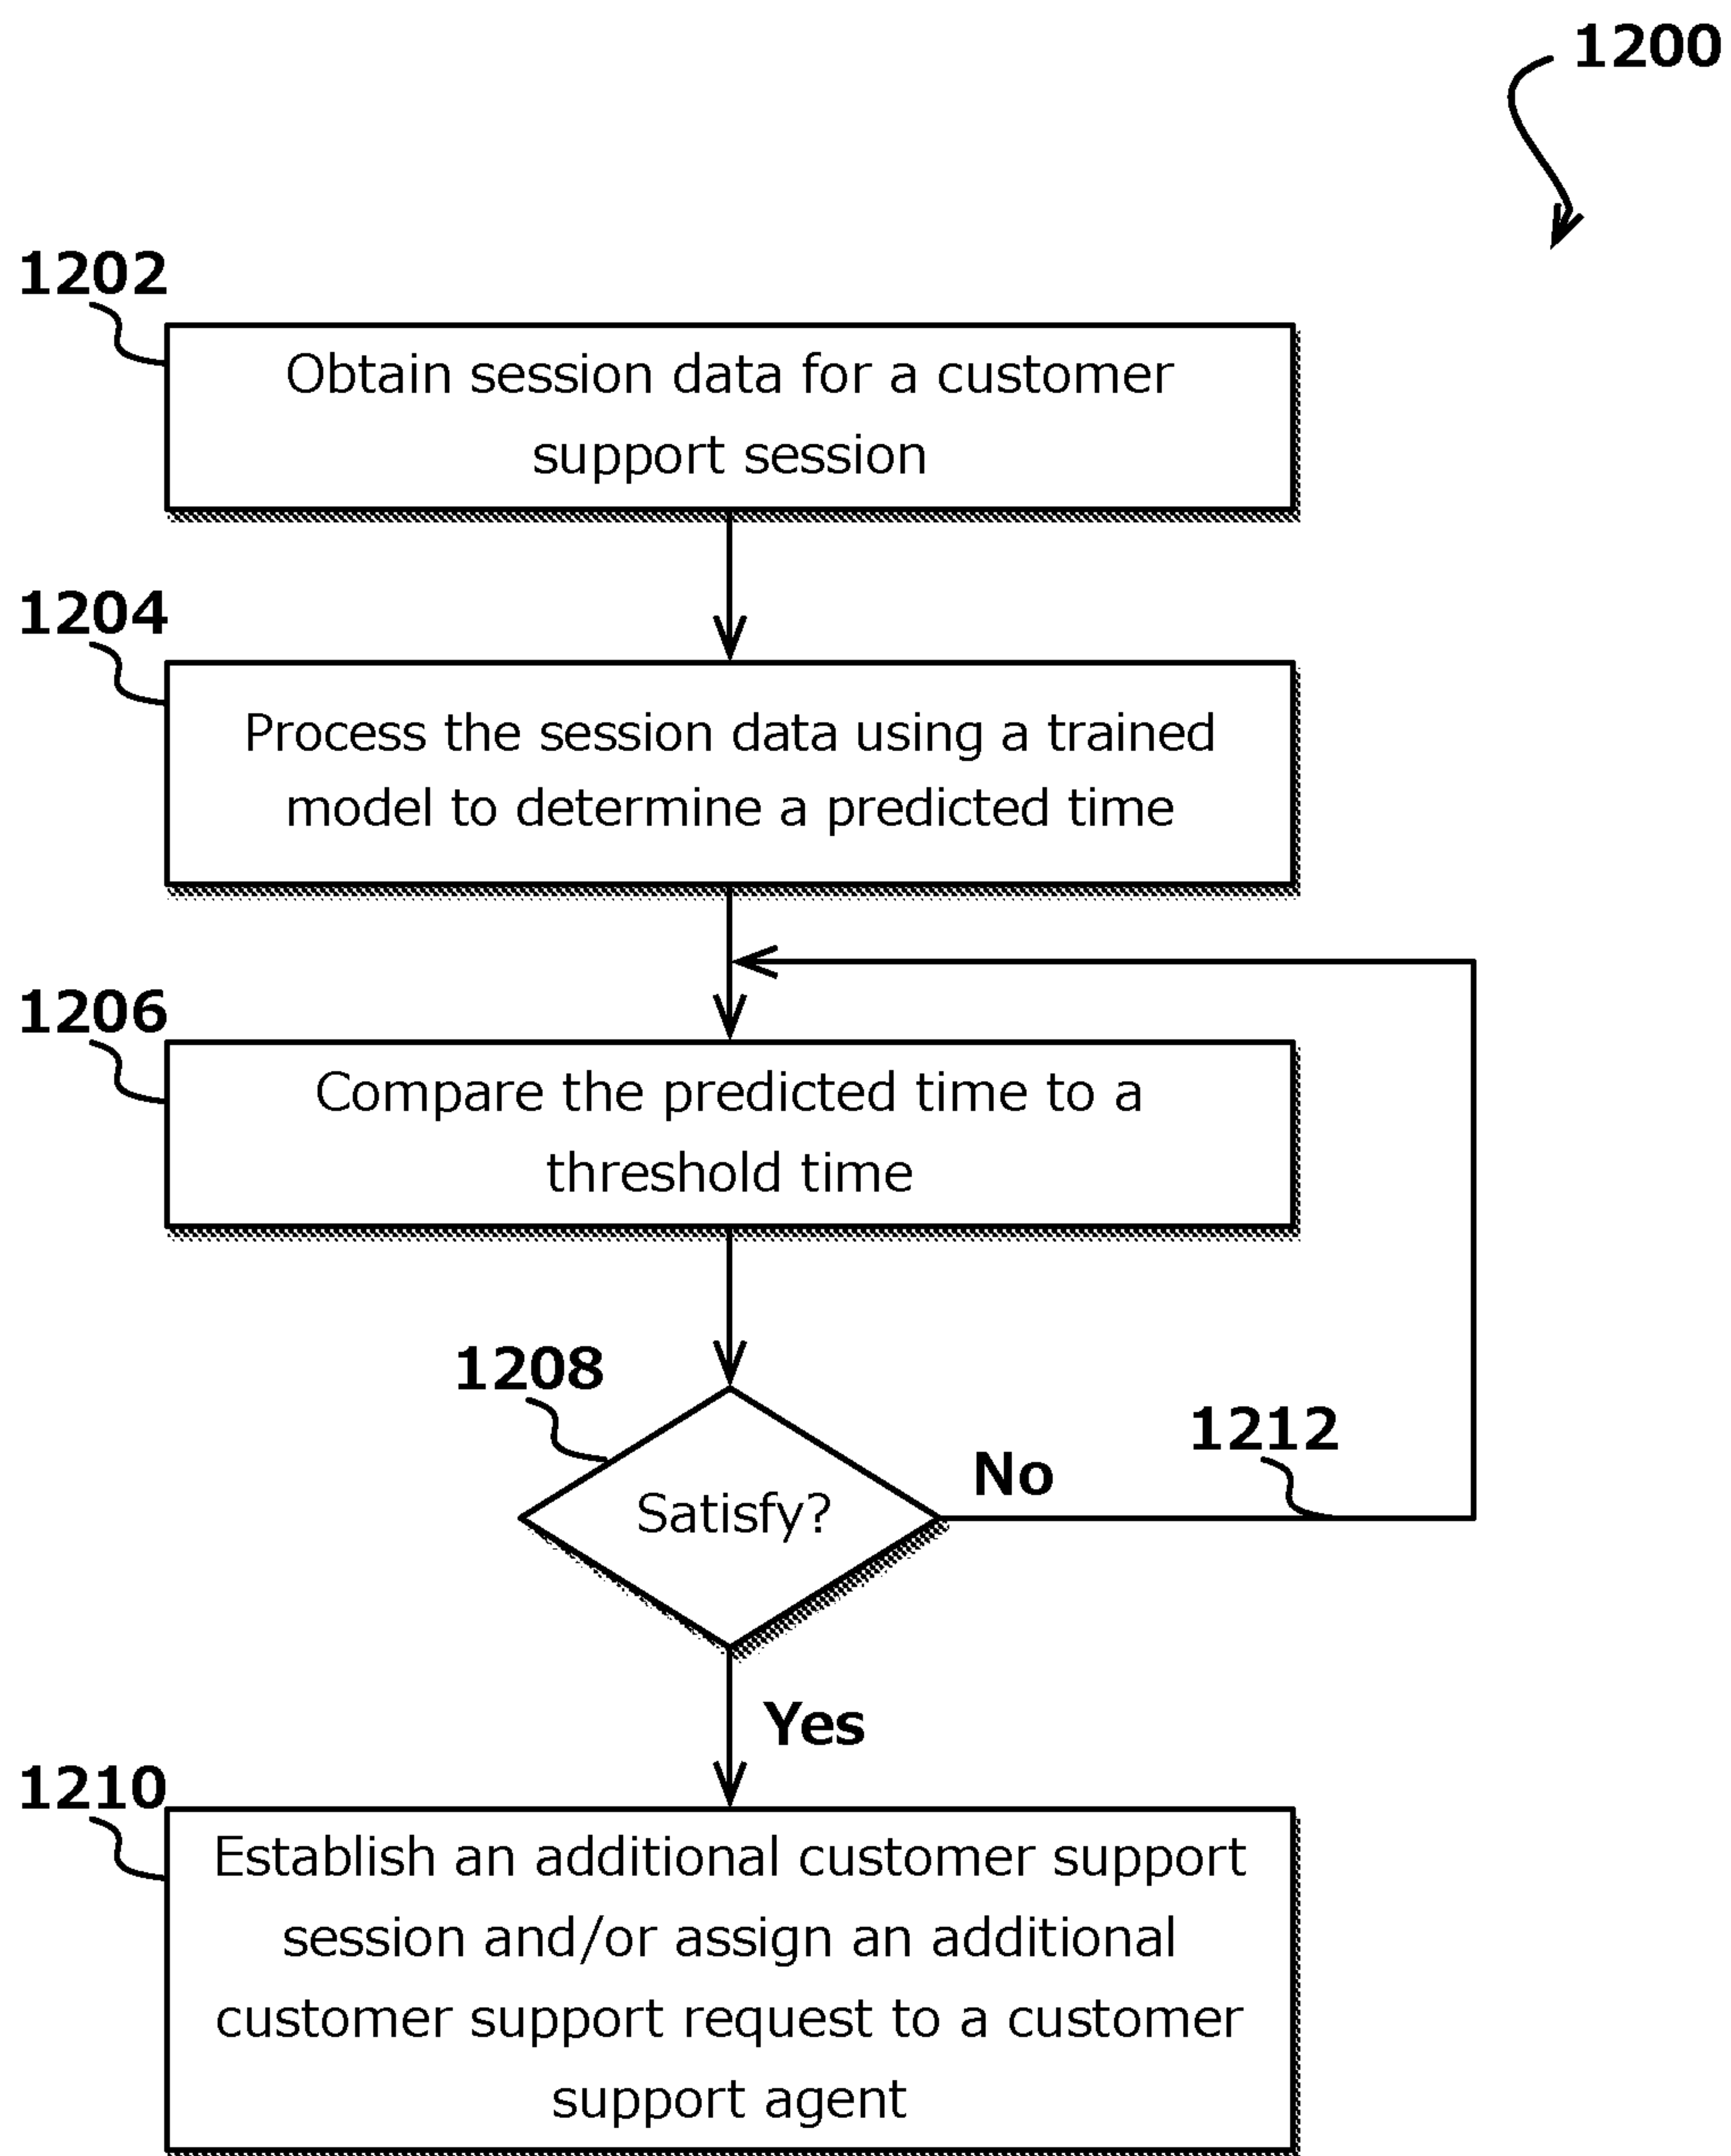 1200
1202
Obtain session data for a customer
support session
1204
Process the session data using a trained
model to determine a predicted time
1206
Compare the predicted time to a
threshold time
1208
Satisfy?
No
1212
Yes
1210
Establish an additional customer support
session and/or assign an additional
customer support request to a customer
support agent